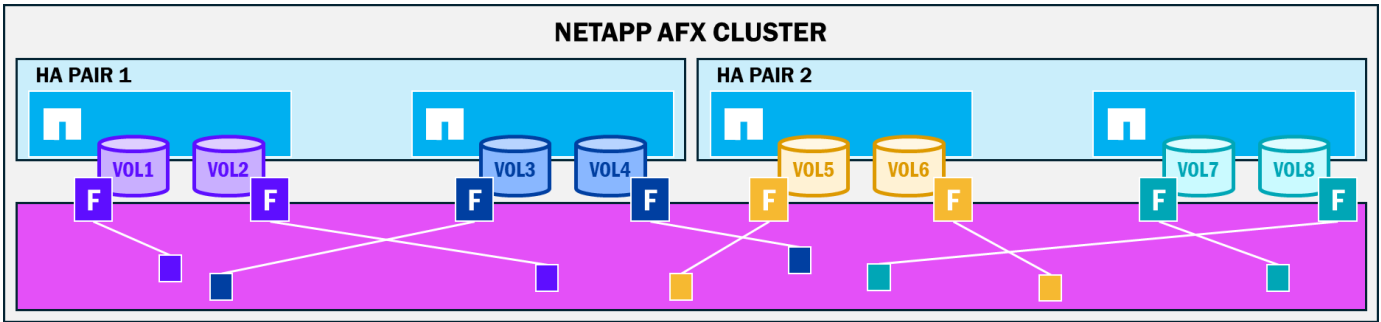 NETAPP AFX CLUSTER
HA PAIR 1
HA PAIR 2
VOL1
VOL2
VOL3
VOL4
VOL5
VOL6
VOL7
VOL8
F
F
F
F
F
F
F
F